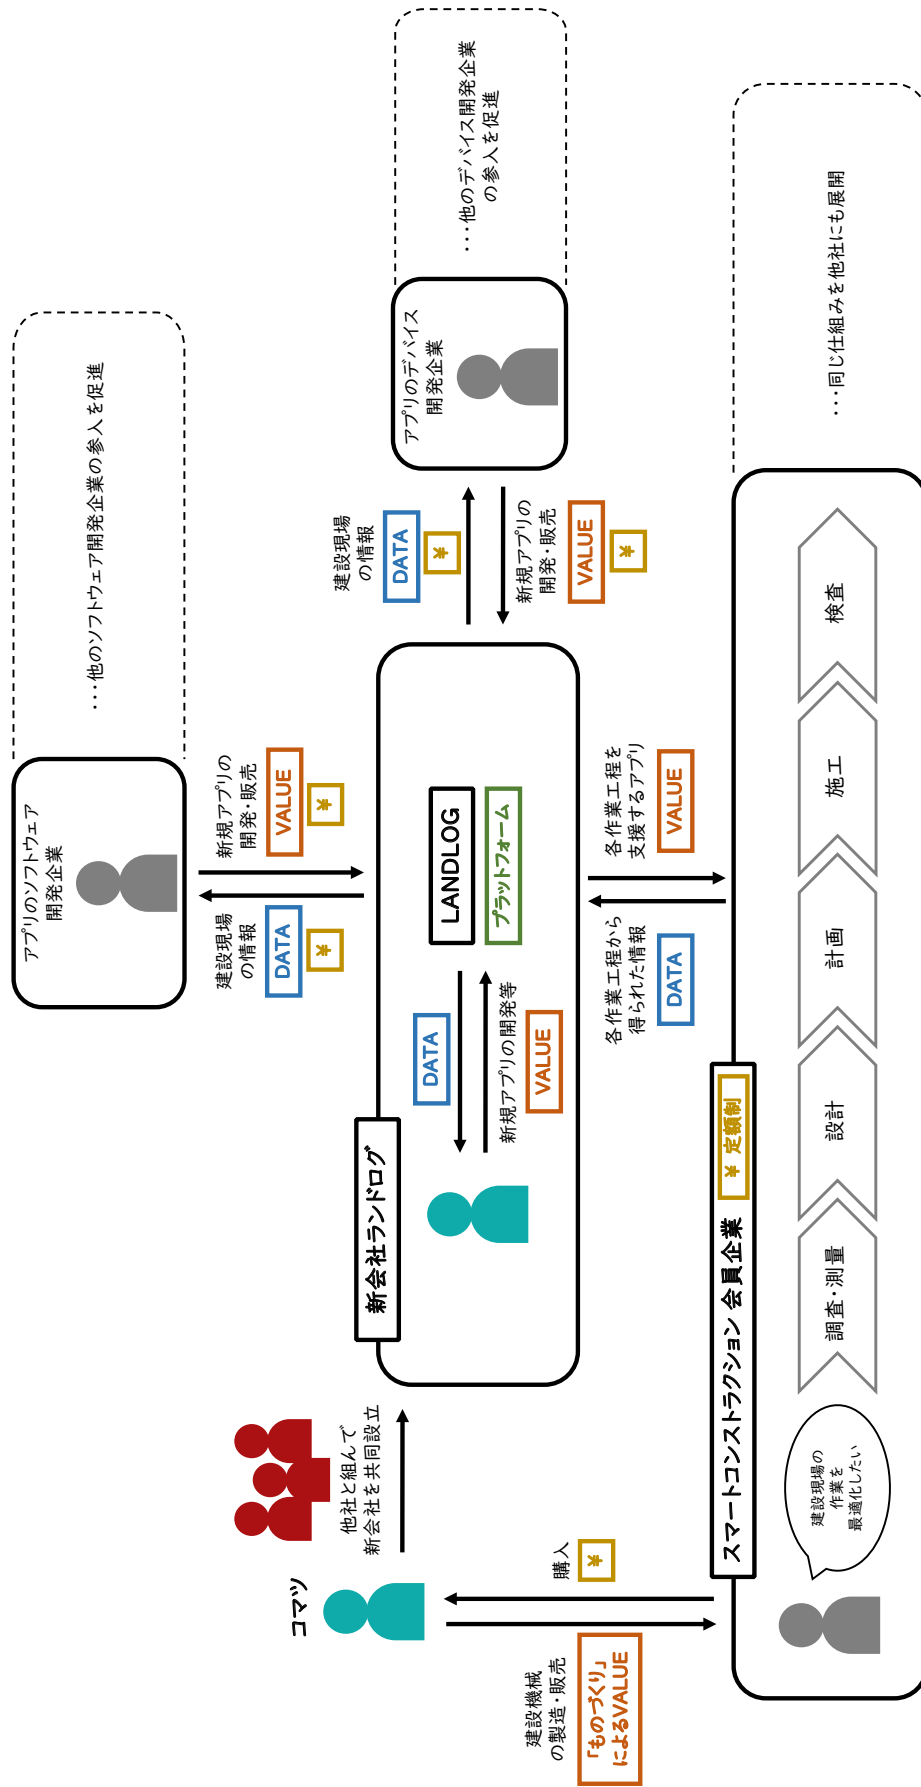 アプリのソフトウェア
開発企業
・・・他のソフトウェア開発企業の参入を促進
建設現場
の情報
DATA
¥
新規アプリの
開発・販売
VALUE
¥
コマツ
他社と組んで
新会社を共同設立
新会社ランドログ
DATA
新規アプリの開発等
VALUE
LANDLOG
プラットフォーム
建設現場
の情報
DATA
¥
新規アプリの
開発・販売
VALUE
¥
アプリのデバイス
開発企業
・・・他のデバイス開発企業
の参入を促進
建設機械
の製造・販売
「ものづくり」
によるVALUE
購入
¥
各作業工程から
得られた情報
DATA
各作業工程を
支援するアプリ
VALUE
スマートコンストラクション 会員企業
¥ 定額制
建設現場の
作業を
最適化したい
調査・測量
設計
計画
施工
検査
・・・同じ仕組みを他社にも展開